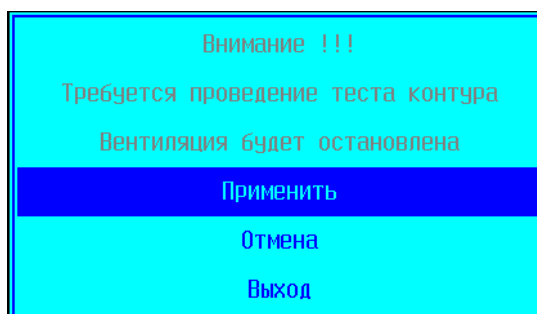 Внимание !!!
Требуется проведение теста контура
Вентиляция будет остановлена
Применить
Отмена
Выход